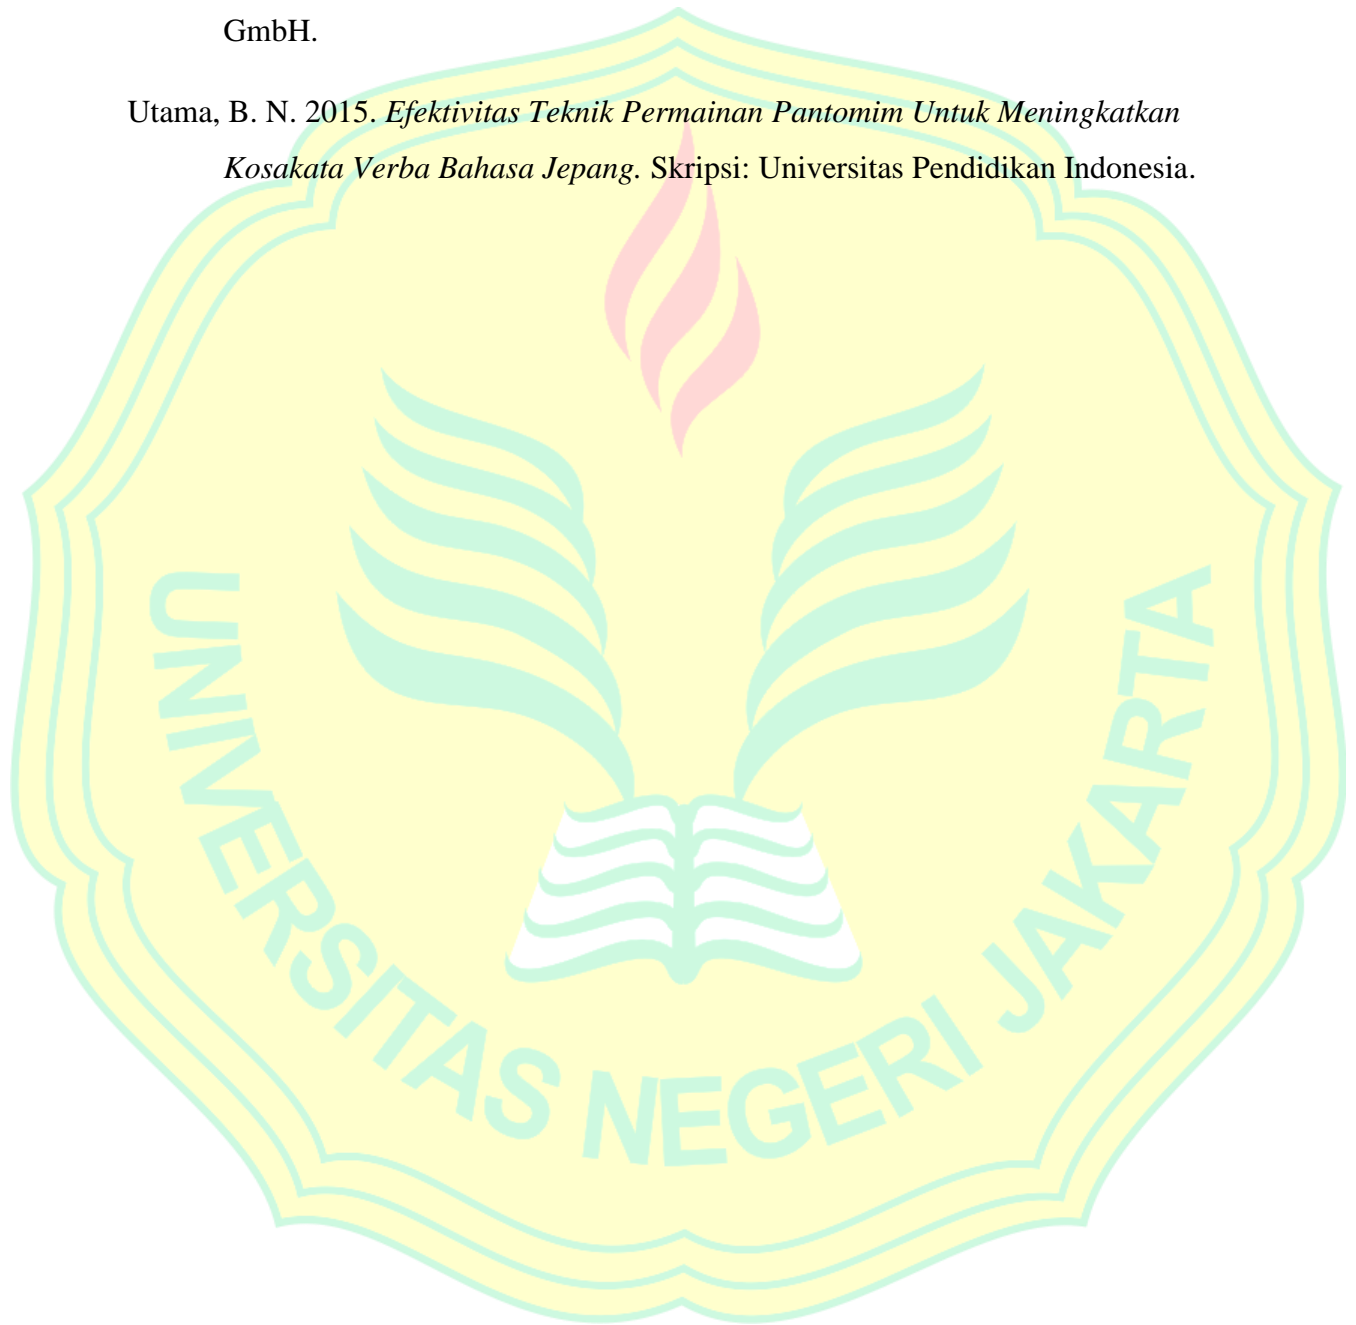 GmbH.
Utama, B. N. 2015. Efektivitas Teknik Permainan Pantomim Untuk Meningkatkan
Kosakata Verba Bahasa Jepang. Skripsi: Universitas Pendidikan Indonesia.
UNIVERSITAS NEGERI JAKARTA